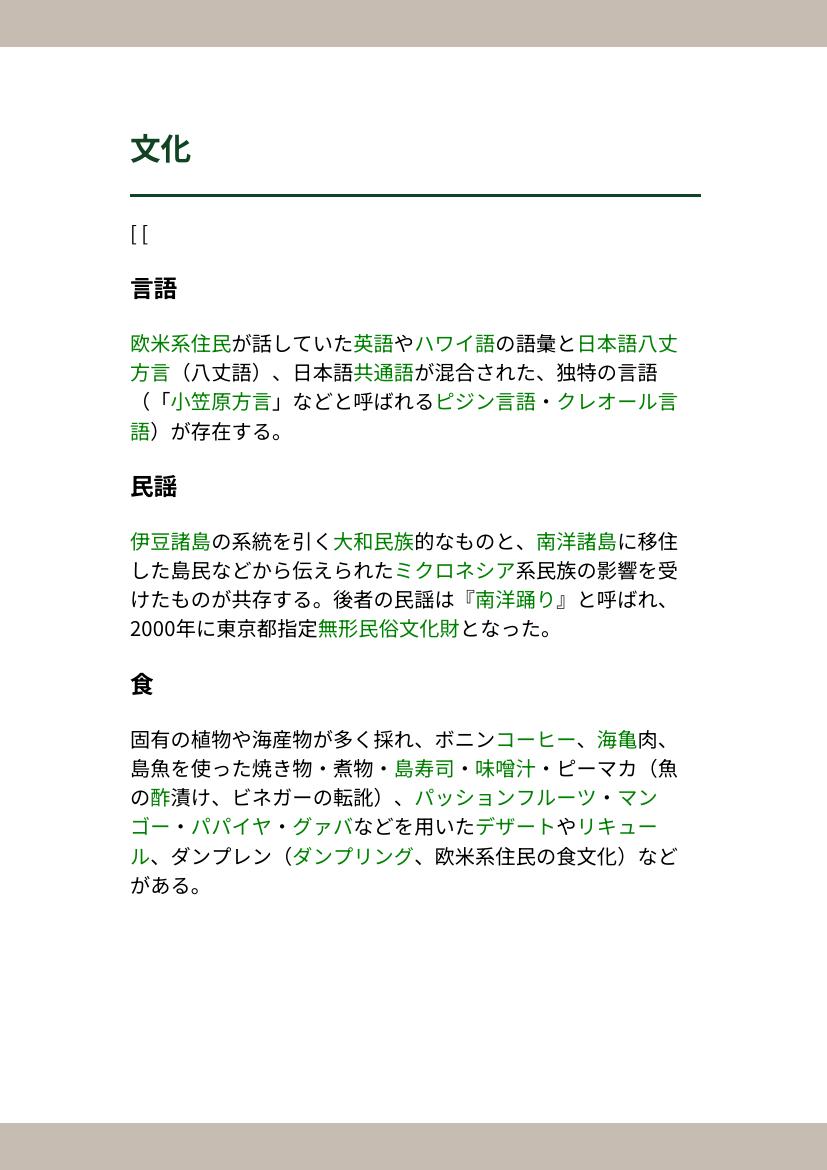 文化
[ [
言語
欧米系住民が話していた英語やハワイ語の語彙と日本語八丈
方言（八丈語）、日本語共通語が混合された、独特の言語
（「小笠原方言」などと呼ばれるピジン言語・クレオール言
語）が存在する。
民謡
伊豆諸島の系統を引く大和民族的なものと、南洋諸島に移住
した島民などから伝えられたミクロネシア系民族の影響を受
けたものが共存する。後者の民謡は『南洋踊り』と呼ばれ、
2000年に東京都指定無形民俗文化財となった。
食
固有の植物や海産物が多く採れ、ボニンコーヒー、海亀肉、
島魚を使った焼き物・煮物・島寿司・味噌汁・ピーマカ（魚
の酢漬け、ビネガーの転訛）、パッションフルーツ・マン
ゴー・パパイヤ・グァバなどを用いたデザートやリキュー
ル、ダンプレン（ダンプリング、欧米系住民の食文化）など
がある。